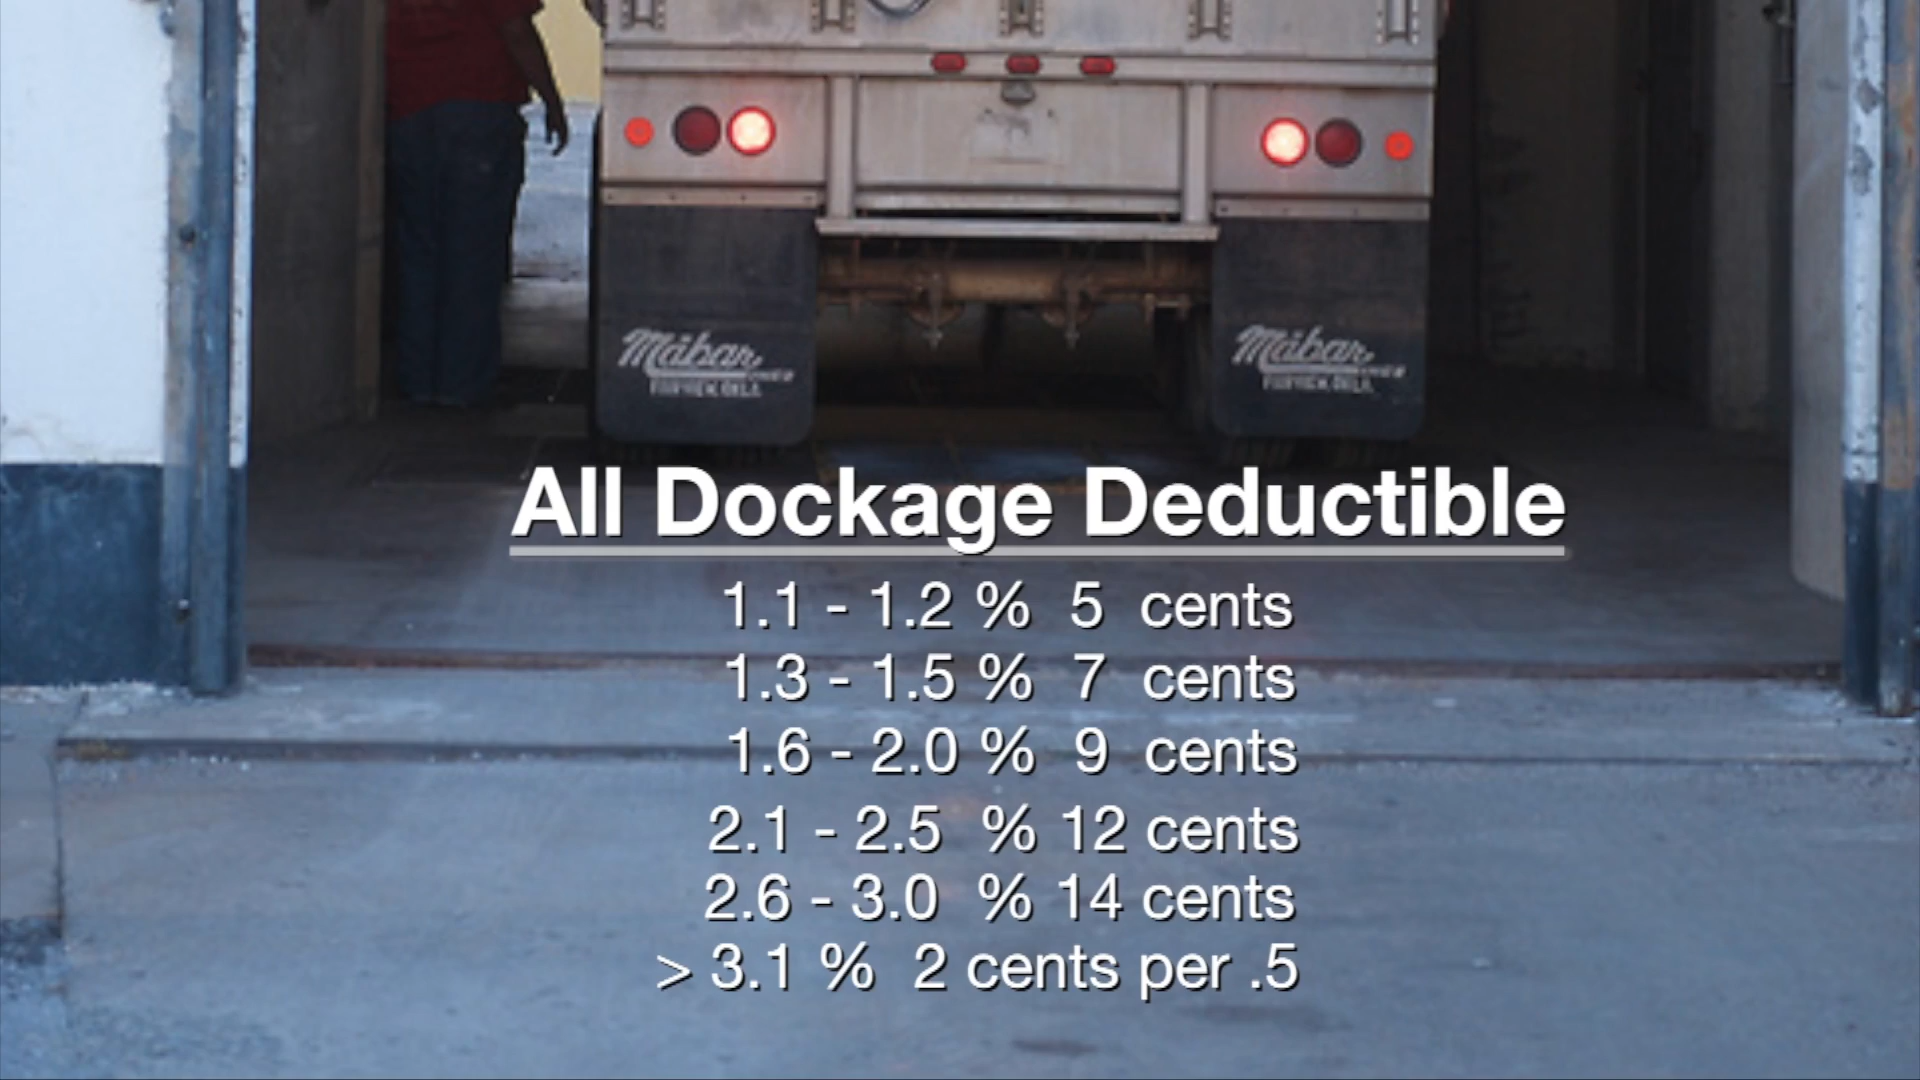 Mabar
Mabar
All Dockage Deductible
1.1 - 1.2 % 5 cents
1.3 - 1.5 % 7 cents
1.6 - 2.0 % 9 cents
2.1 - 2.5 % 12 cents
2.6 - 3.0 % 14 cents
> 3.1 % 2 cents per .5